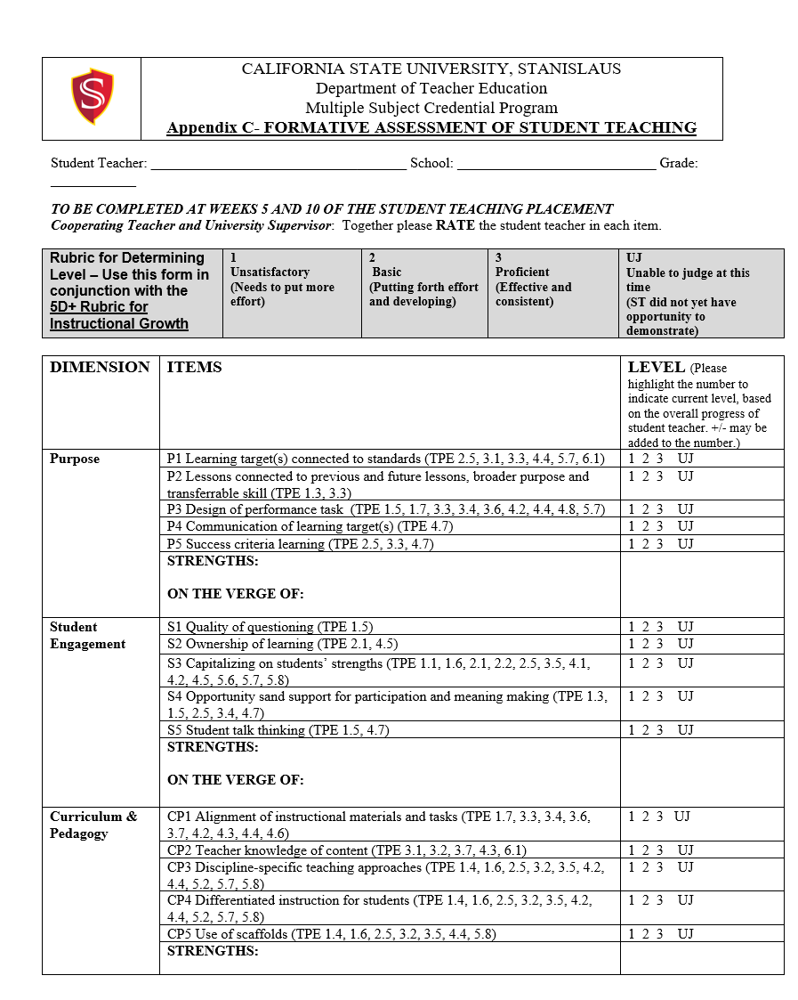 S
CALIFORNIA STATE UNIVERSITY, STANISLAUS
Department of Teacher Education
Multiple Subject Credential Program
Appendix C- FORMATIVE ASSESSMENT OF STUDENT TEACHING
Student Teacher: ______________________________________ School: ______________________________ Grade:
_____________
TO BE COMPLETED AT WEEKS 5 AND 10 OF THE STUDENT TEACHING PLACEMENT
Cooperating Teacher and University Supervisor: Together please RATE the student teacher in each item.
Rubric for Determining
Level – Use this form in
conjunction with the
5D+ Rubric for
Instructional Growth
1
Unsatisfactory
(Needs to put more
effort)
2
Basic
(Putting forth effort
and developing)
3
Proficient
(Effective and
consistent)
UJ
Unable to judge at this
time
(ST did not yet have
opportunity to
demonstrate)
DIMENSION
ITEMS
LEVEL (Please
highlight the number to
indicate current level, based
on the overall progress of
student teacher. +/- may be
added to the number.)
Purpose
P1 Learning target(s) connected to standards (TPE 2.5, 3.1, 3.3, 4.4, 5.7, 6.1)
1 2 3 UJ
P2 Lessons connected to previous and future lessons, broader purpose and
transferrable skill (TPE 1.3, 3.3)
1 2 3 UJ
P3 Design of performance task (TPE 1.5, 1.7, 3.3, 3.4, 3.6, 4.2, 4.4, 4.8, 5.7)
1 2 3 UJ
P4 Communication of learning target(s) (TPE 4.7)
1 2 3 UJ
P5 Success criteria learning (TPE 2.5, 3.3, 4.7)
1 2 3 UJ
STRENGTHS:
ON THE VERGE OF:
Student
Engagement
S1 Quality of questioning (TPE 1.5)
1 2 3 UJ
S2 Ownership of learning (TPE 2.1, 4.5)
1 2 3 UJ
S3 Capitalizing on students’ strengths (TPE 1.1, 1.6, 2.1, 2.2, 2.5, 3.5, 4.1,
4.2, 4.5, 5.6, 5.7, 5.8)
1 2 3 UJ
S4 Opportunity sand support for participation and meaning making (TPE 1.3,
1.5, 2.5, 3.4, 4.7)
1 2 3 UJ
S5 Student talk thinking (TPE 1.5, 4.7)
1 2 3 UJ
STRENGTHS:
ON THE VERGE OF:
Curriculum &
Pedagogy
CP1 Alignment of instructional materials and tasks (TPE 1.7, 3.3, 3.4, 3.6,
3.7, 4.2, 4.3, 4.4, 4.6)
1 2 3 UJ
CP2 Teacher knowledge of content (TPE 3.1, 3.2, 3.7, 4.3, 6.1)
1 2 3 UJ
CP3 Discipline-specific teaching approaches (TPE 1.4, 1.6, 2.5, 3.2, 3.5, 4.2,
4.4, 5.2, 5.7, 5.8)
1 2 3 UJ
CP4 Differentiated instruction for students (TPE 1.4, 1.6, 2.5, 3.2, 3.5, 4.2,
4.4, 5.2, 5.7, 5.8)
1 2 3 UJ
CP5 Use of scaffolds (TPE 1.4, 1.6, 2.5, 3.2, 3.5, 4.4, 5.8)
1 2 3 UJ
STRENGTHS: